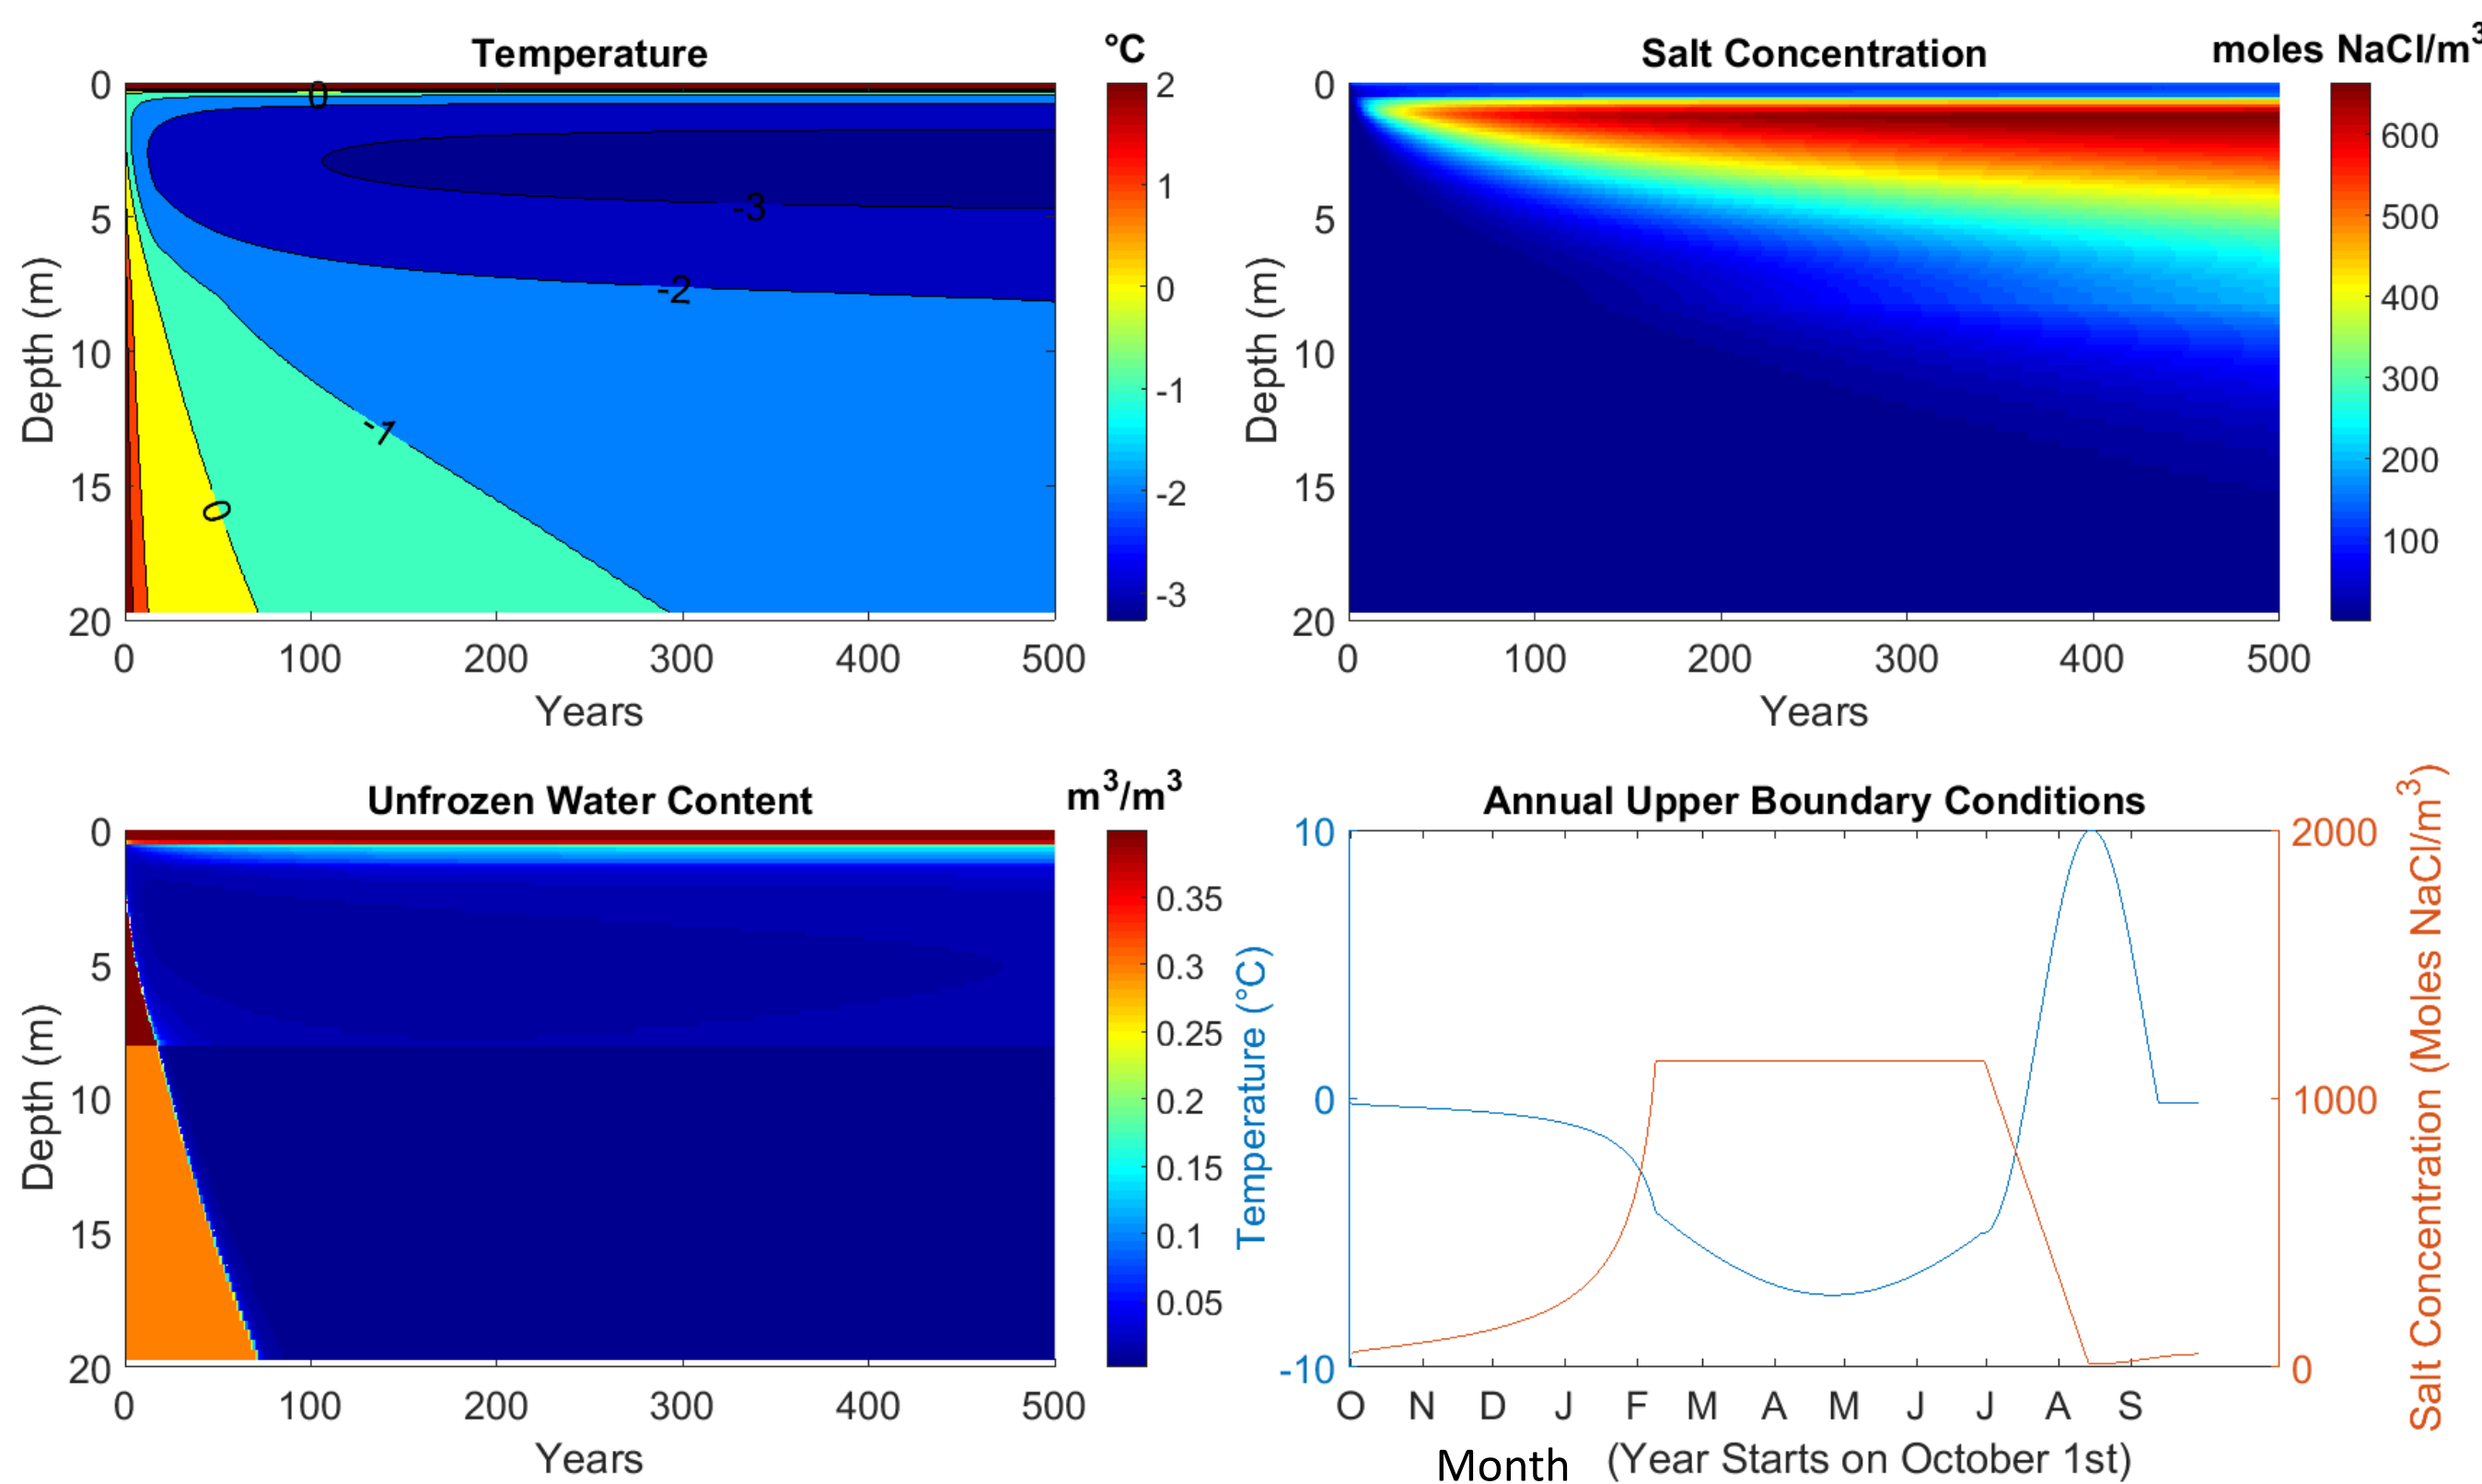 Temperature
°C
0
5
10
15
20
0
-3
-2
-1
0
2
1
0
-1
-2
-3
0 100 200 300 400 500
Years
Depth (m)
Salt Concentration
moles NaCl/m³
0
5
10
15
20
600
500
400
300
200
100
0 100 200 300 400 500
Years
Depth (m)
Unfrozen Water Content
m³/m³
0
5
10
15
20
0.35
0.3
0.25
0.2
0.15
0.1
0.05
0 100 200 300 400 500
Years
Depth (m)
Annual Upper Boundary Conditions
10
0
-10
Temperature (°C)
2000
1000
0
Salt Concentration (Moles NaCl/m³)
O N D J F M A M J J A S
Month (Year Starts on October 1st)